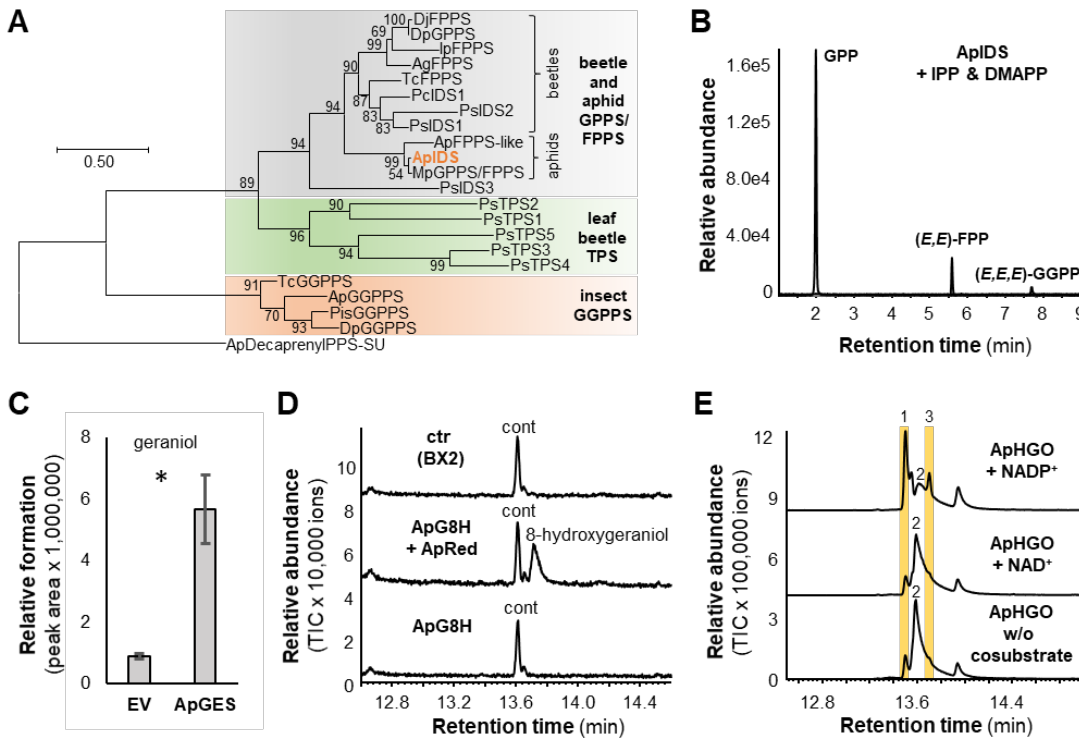 A
100
DjFPPS
69
DpGPPS
99
IpFPPS
90
AgFPPS
TcFPPS
87
PcIDS1
94
83
PsIDS2
83
PsIDS1
beetles
beetle
and
aphid
GPPS/
FPPS
0.50
94
ApFPPS-like
99
ApIDS
54
MpGPPS/FPPS
aphids
89
PsIDS3
90
PsTPS2
PsTPS1
96
PsTPS5
94
PsTPS3
99
PsTPS4
leaf
beetle
TPS
91
TcGGPPS
ApGGPPS
70
PisGGPPS
93
DpGGPPS
insect
GGPPS
ApDecaprenylPPS-SU
B
Relative abundance
1.6e5
1.2e5
8.0e4
4.0e4
0
GPP
ApIDS
+ IPP & DMAPP
(E,E)-FPP
(E,E,E)-GGPP
2 3 4 5 6 7 8 9
Retention time (min)
C
Relative formation
(peak area x 1,000,000)
8
6
4
2
0
geraniol
*
EV ApGES
D
Relative abundance
(TIC x 10,000 ions)
10
8
6
4
2
0
ctr
(BX2)
cont
ApG8H
+ ApRed
cont
8-hydroxygeraniol
ApG8H
cont
12.8 13.6 14.4
Retention time (min)
E
Relative abundance
(TIC x 100,000 ions)
12
9
6
3
0
1 3
2
ApHGO
+ NADP⁺
2
ApHGO
+ NAD⁺
2
ApHGO
w/o
cosubstrate
12.8 13.6 14.4
Retention time (min)